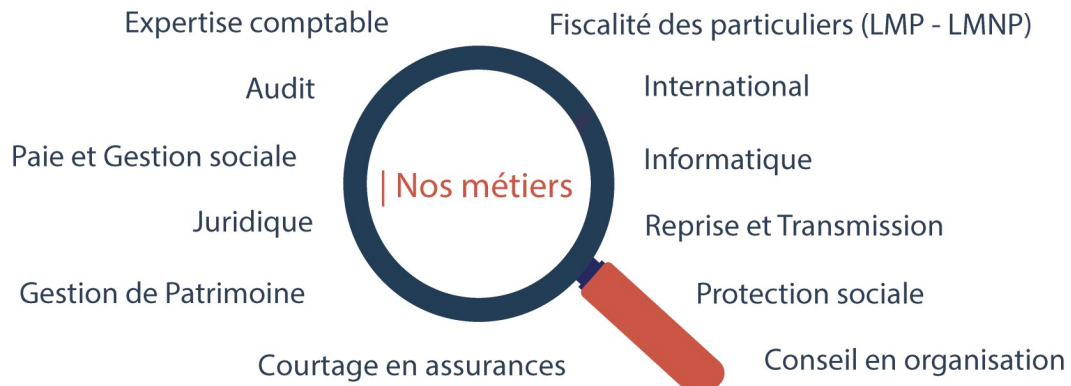 Expertise comptable
Fiscalité des particuliers (LMP - LMNP)
Audit
International
Paie et Gestion sociale
Informatique
| Nos métiers
Juridique
Reprise et Transmission
Gestion de Patrimoine
Protection sociale
Courtage en assurances
Conseil en organisation